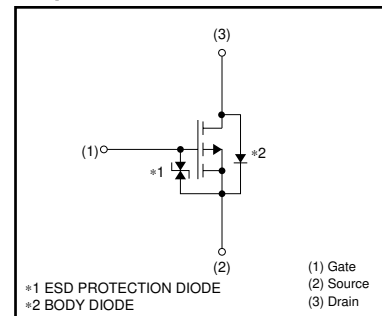 (3)
(1)
∗1
∗2
(2)
∗1 ESD PROTECTION DIODE
∗2 BODY DIODE
(1) Gate
(2) Source
(3) Drain